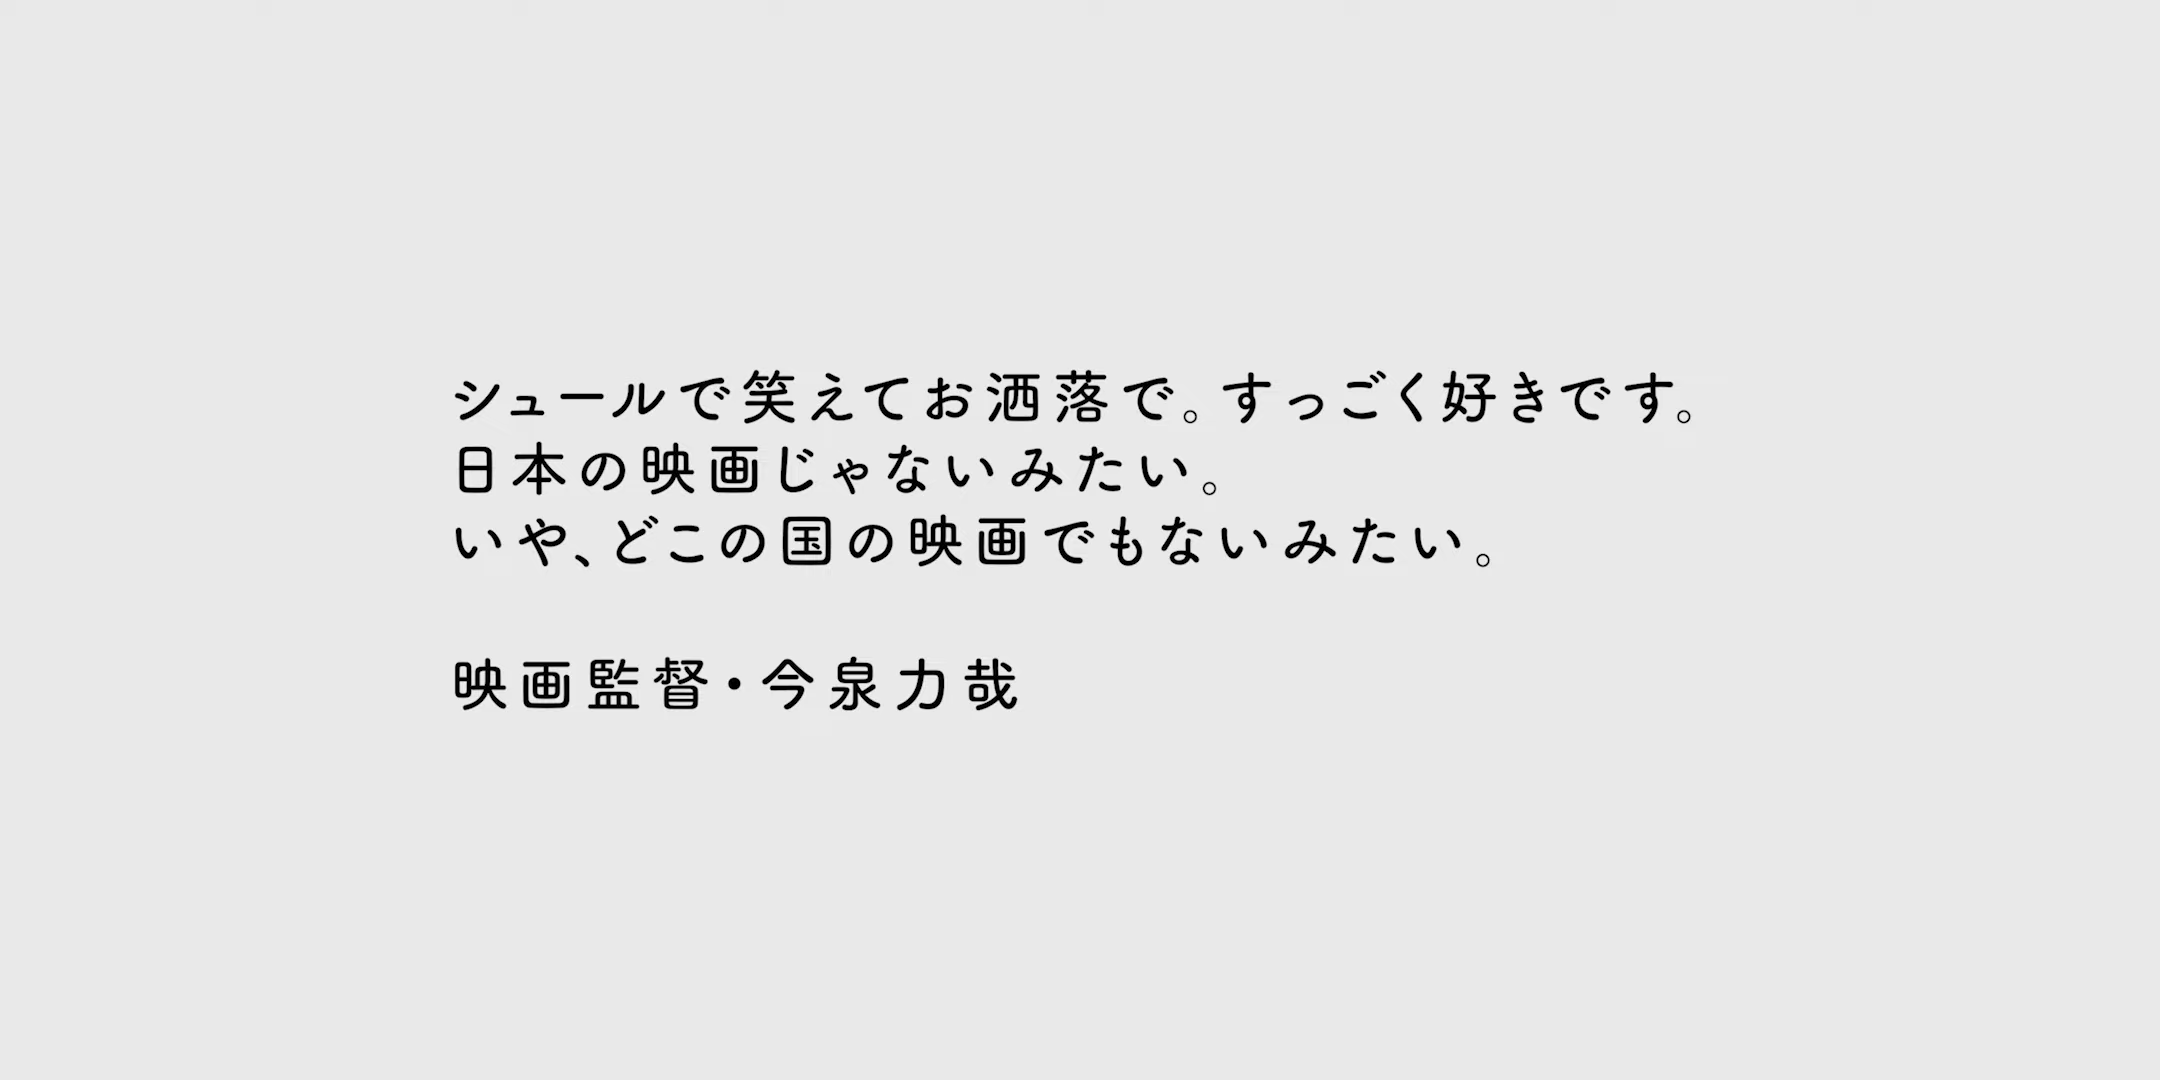 シュールで笑えてお洒落で。すっごく好きです。
日本の映画じゃないみたい。
いや、どこの国の映画でもないみたい。
映画監督・今泉力哉